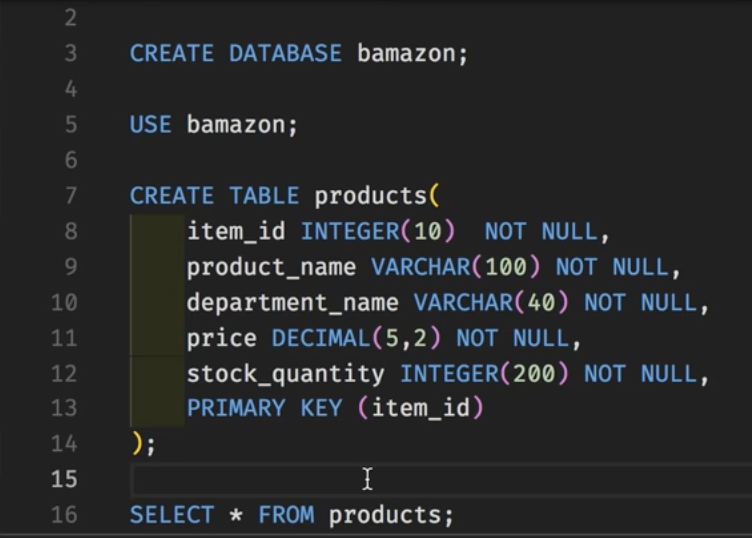 2
3 CREATE DATABASE bamazon;
4
5 USE bamazon;
6
7 CREATE TABLE products(
8 item_id INTEGER(10)  NOT NULL,
9 product_name VARCHAR(100) NOT NULL,
10 department_name VARCHAR(40) NOT NULL,
11 price DECIMAL(5,2) NOT NULL,
12 stock_quantity INTEGER(200) NOT NULL,
13 PRIMARY KEY (item_id)
14 );
15
16 SELECT * FROM products;